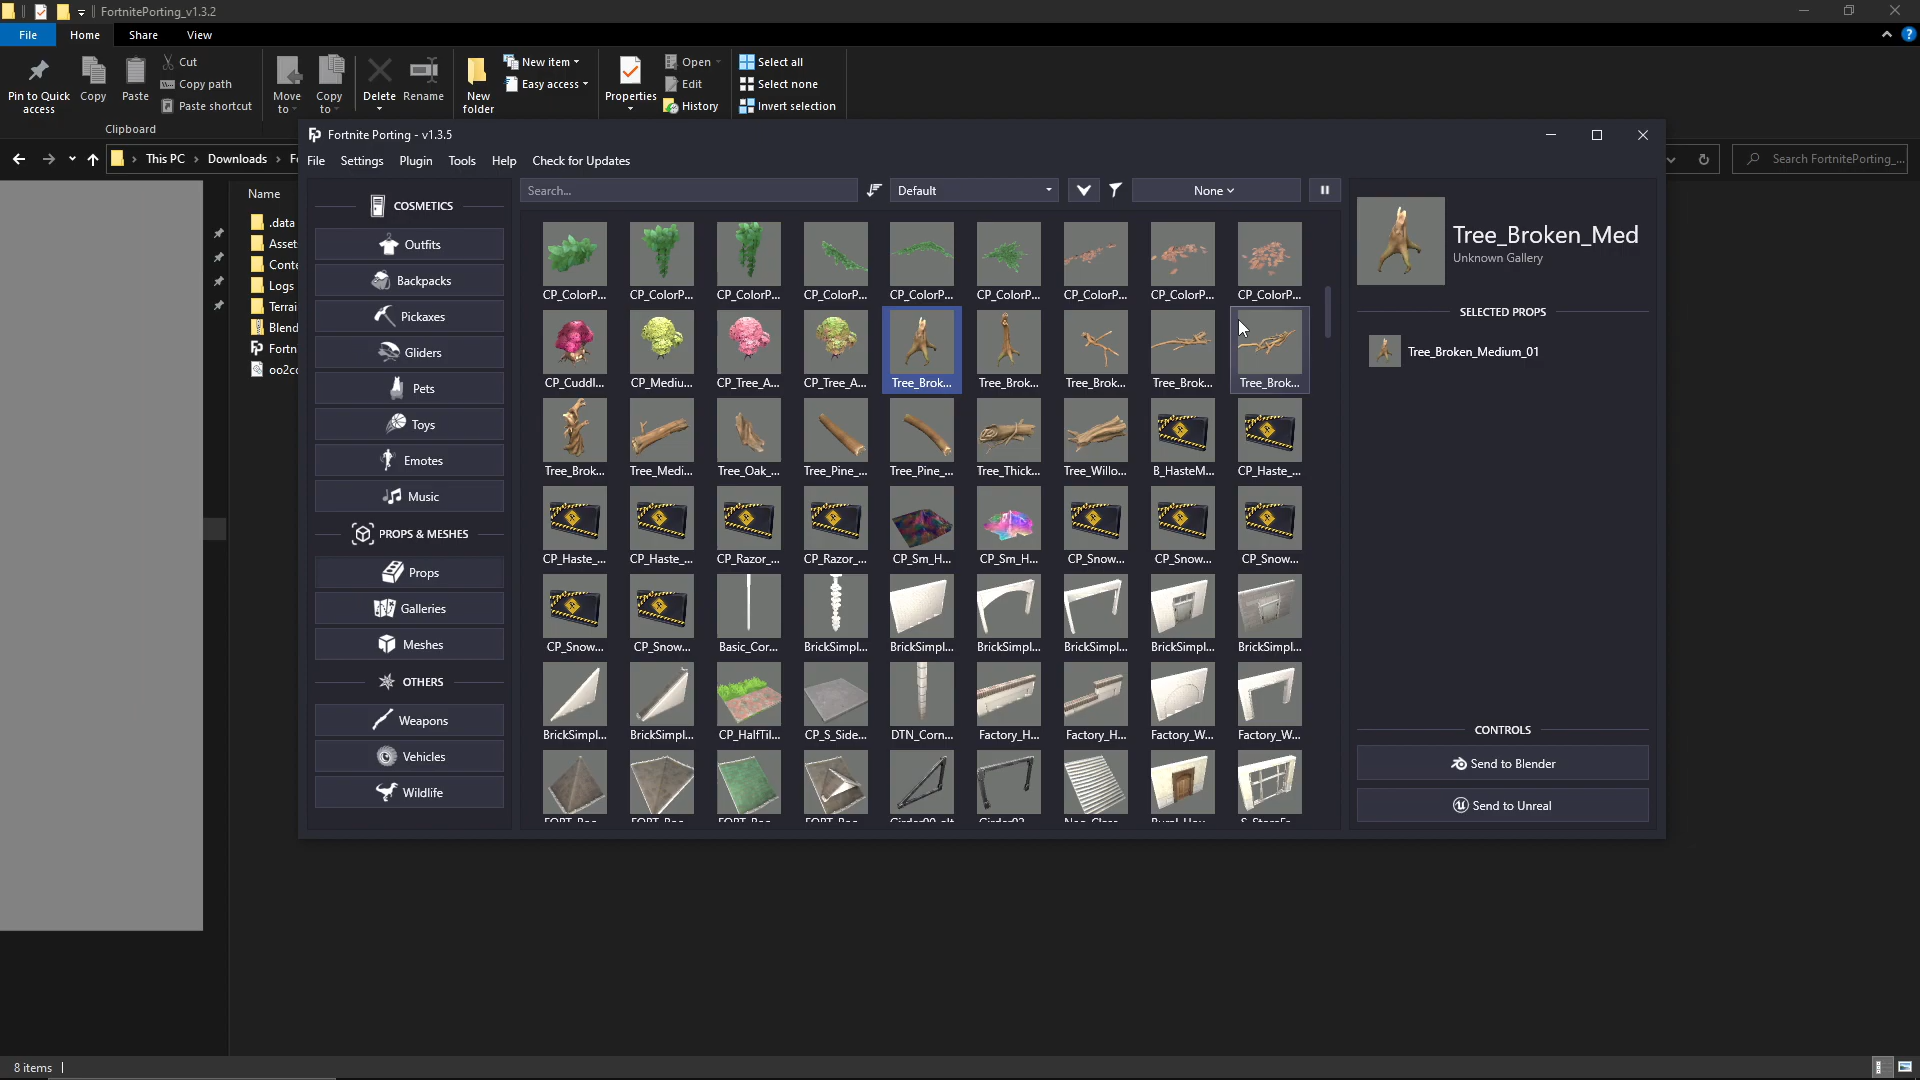 FortnitePorting_v1.3.2
File Home Share View
Pin to Quick access
Copy
Paste
Cut
Copy path
Paste shortcut
Clipboard
Move to
Copy to
Delete
Rename
New folder
New item
Easy access
Properties
Open
Edit
History
Select all
Select none
Invert selection
This PC Downloads
Search FortnitePorting_...
Name
.data
Asset
Conte
Logs
Terrai
Blend
Fortn
oo2co
8 items
Fortnite Porting - v1.3.5
File Settings Plugin Tools Help Check for Updates
COSMETICS
Outfits
Backpacks
Pickaxes
Gliders
Pets
Toys
Emotes
Music
PROPS & MESHES
Props
Galleries
Meshes
OTHERS
Weapons
Vehicles
Wildlife
Search... Default None
CP_ColorP... CP_ColorP... CP_ColorP... CP_ColorP... CP_ColorP... CP_ColorP... CP_ColorP... CP_ColorP... CP_ColorP...
CP_Cuddl... CP_Mediu... CP_Tree_A... CP_Tree_A... Tree_Brok... Tree_Brok... Tree_Brok... Tree_Brok... Tree_Brok...
Tree_Brok... Tree_Medi... Tree_Oak_... Tree_Pine_... Tree_Pine_... Tree_Thick... Tree_Willo... B_HasteM... CP_Haste_...
CP_Haste_... CP_Haste_... CP_Razor_... CP_Razor_... CP_Sm_H... CP_Sm_H... CP_Snow... CP_Snow... CP_Snow...
CP_Snow... CP_Snow... Basic_Cor... BrickSimpl... BrickSimpl... BrickSimpl... BrickSimpl... BrickSimpl... BrickSimpl...
BrickSimpl... BrickSimpl... CP_HalfTil... CP_S_Side... DTN_Corn... Factory_H... Factory_H... Factory_W... Factory_W...
Tree_Broken_Med
Unknown Gallery
SELECTED PROPS
Tree_Broken_Medium_01
CONTROLS
Send to Blender
Send to Unreal